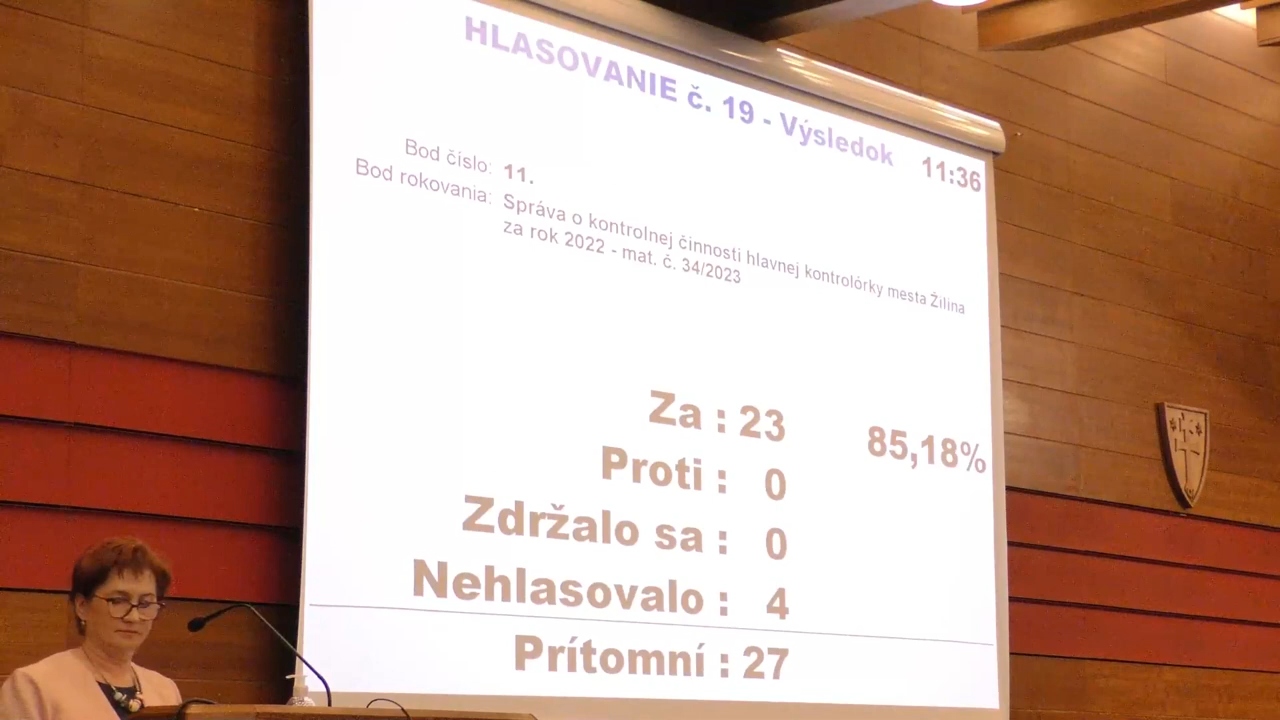 HLASOVANIE č. 19 - Výsledok 11:36
Bod číslo: 11.
Bod rokovania: Správa o kontrolnej činnosti hlavnej kontrolórky mesta Žilina
za rok 2022 - mat. č. 34/2023
Za : 23 85,18%
Proti : 0
Zdržalo sa : 0
Nehlasovalo : 4
Prítomní : 27